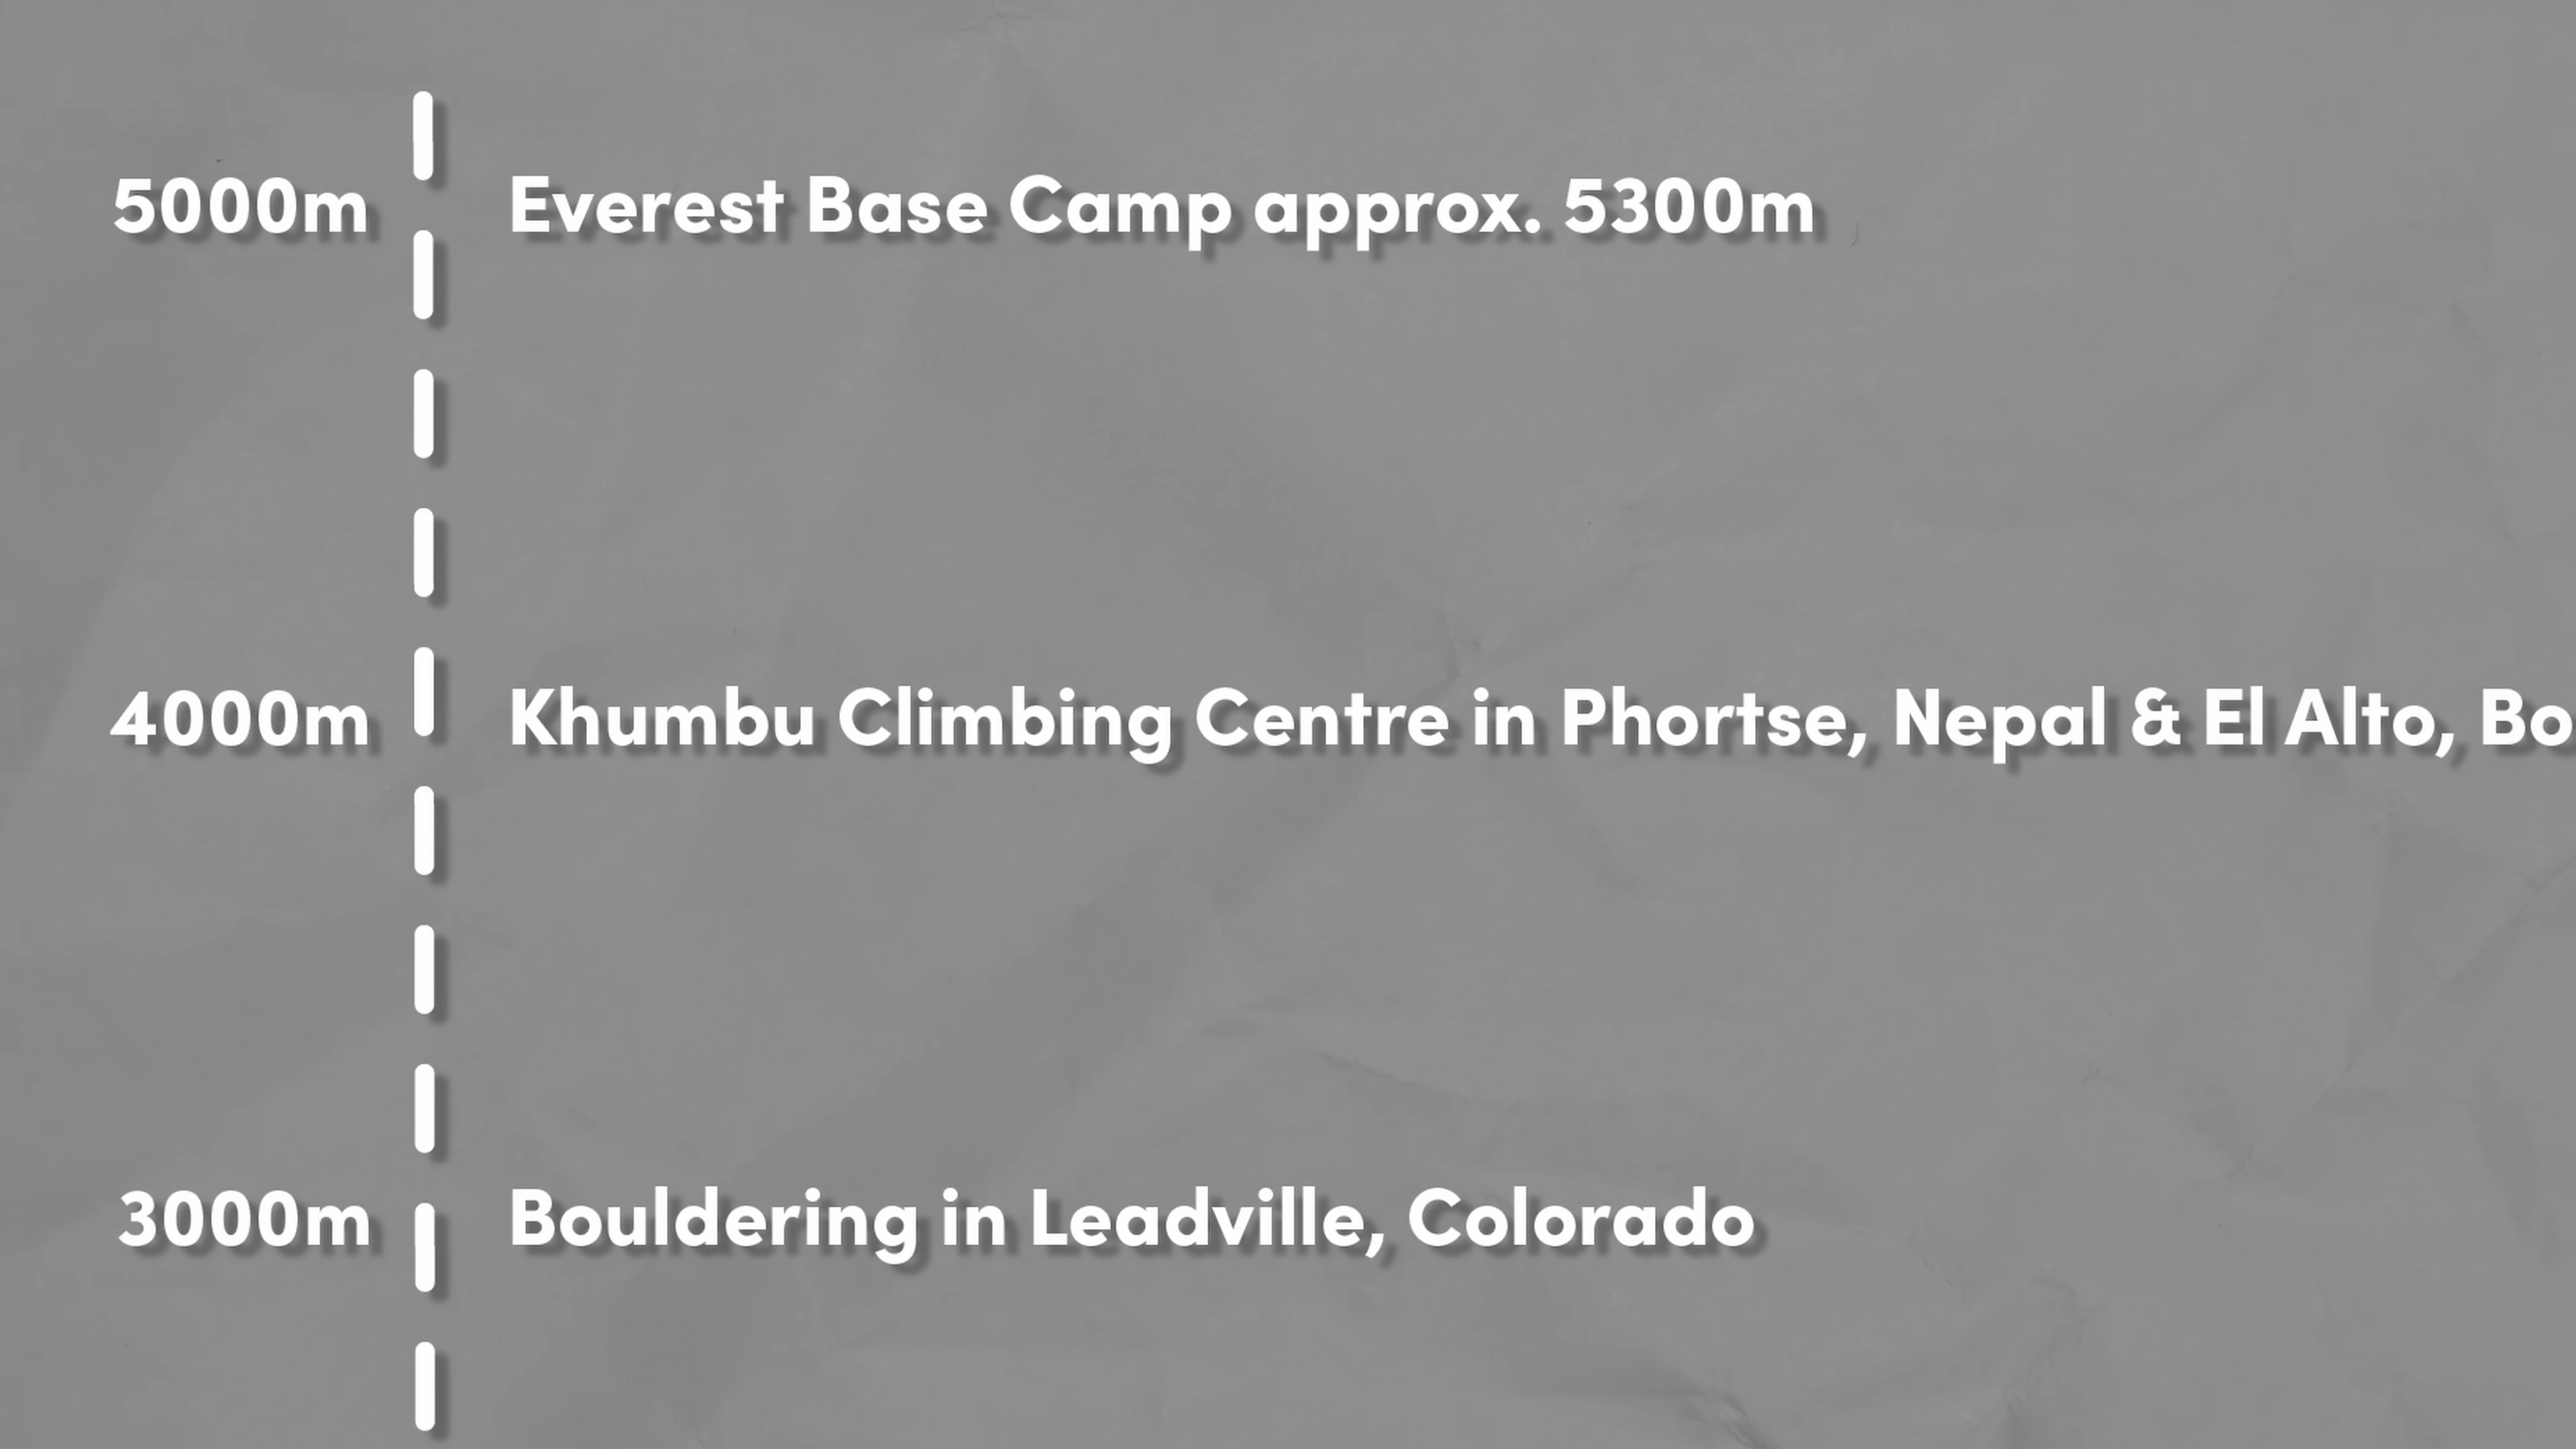 5000m Everest Base Camp approx. 5300m
4000m Khumbu Climbing Centre in Phortse, Nepal & El Alto, Bo
3000m Bouldering in Leadville, Colorado